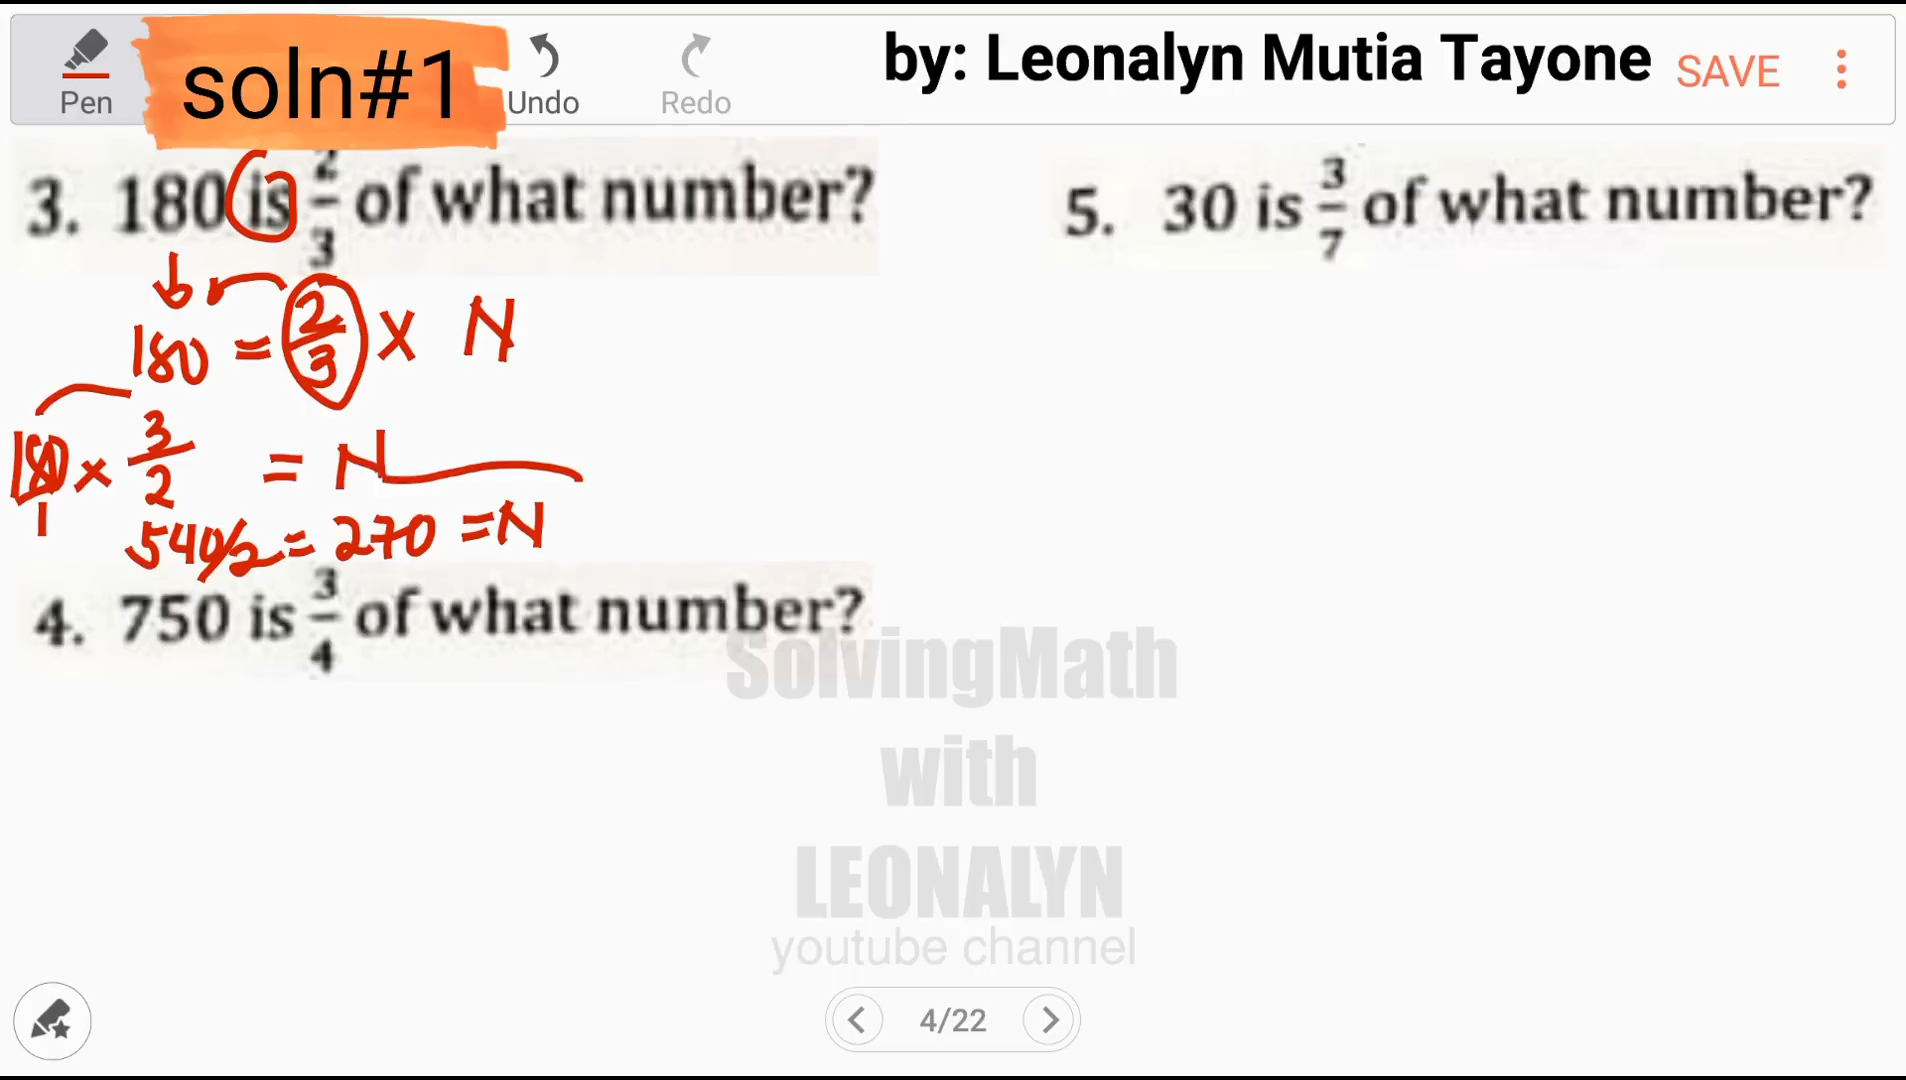 Pen
soln#1
Undo
Redo
by: Leonalyn Mutia Tayone
SAVE
3. 180 is 2/3 of what number?
180 = 2/3 × N
180/1 × 3/2 = N
540/2 = 270 = N
4. 750 is 3/4 of what number?
5. 30 is 3/7 of what number?
SolvingMath
with
LEONALYN
youtube channel
4/22